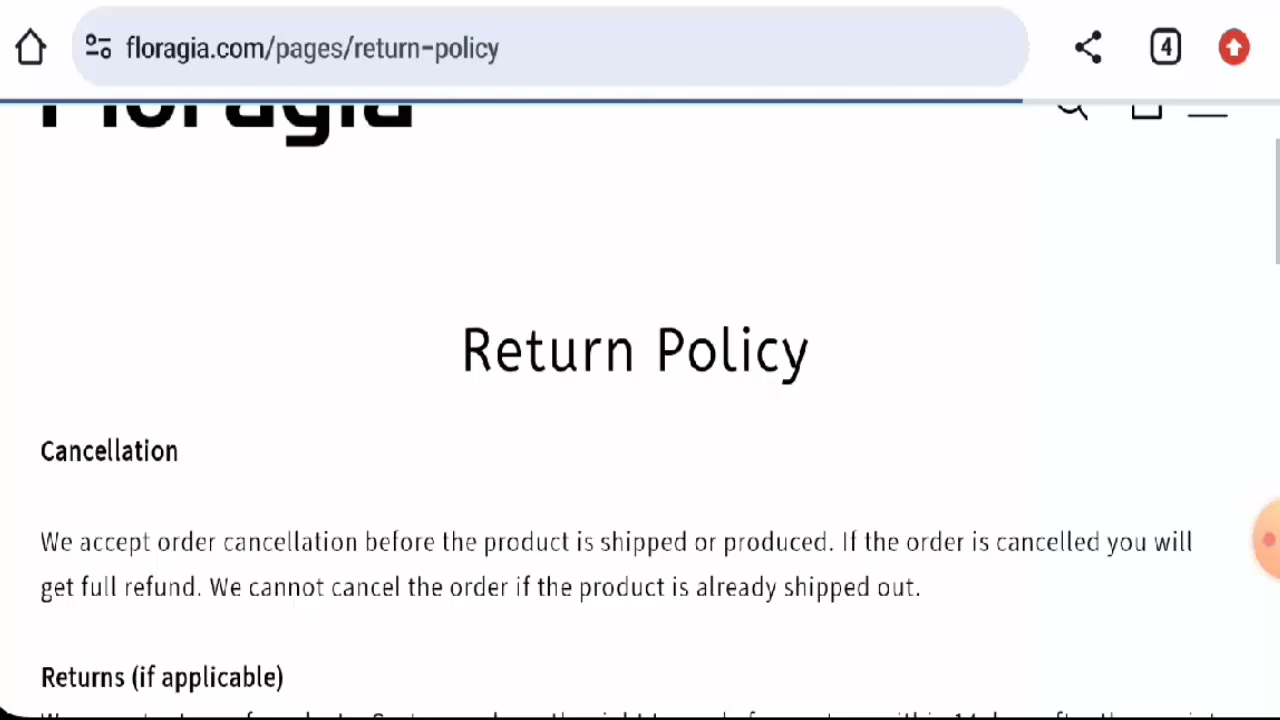 floragia.com/pages/return-policy
4
Floragia
Return Policy
Cancellation
We accept order cancellation before the product is shipped or produced. If the order is cancelled you will
get full refund. We cannot cancel the order if the product is already shipped out.
Returns (if applicable)